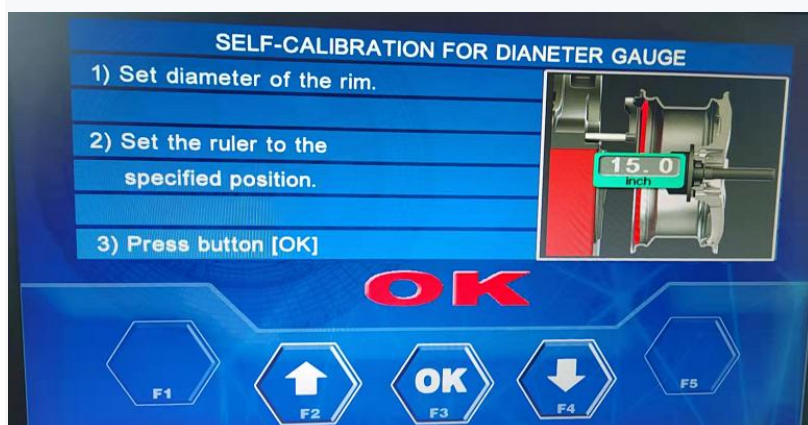 SELF-CALIBRATION FOR DIANETER GAUGE
1) Set diameter of the rim.
2) Set the ruler to the
specified position.
3) Press button [OK]
15.0
inch
OK
F1
F2
OK
F3
F4
F5